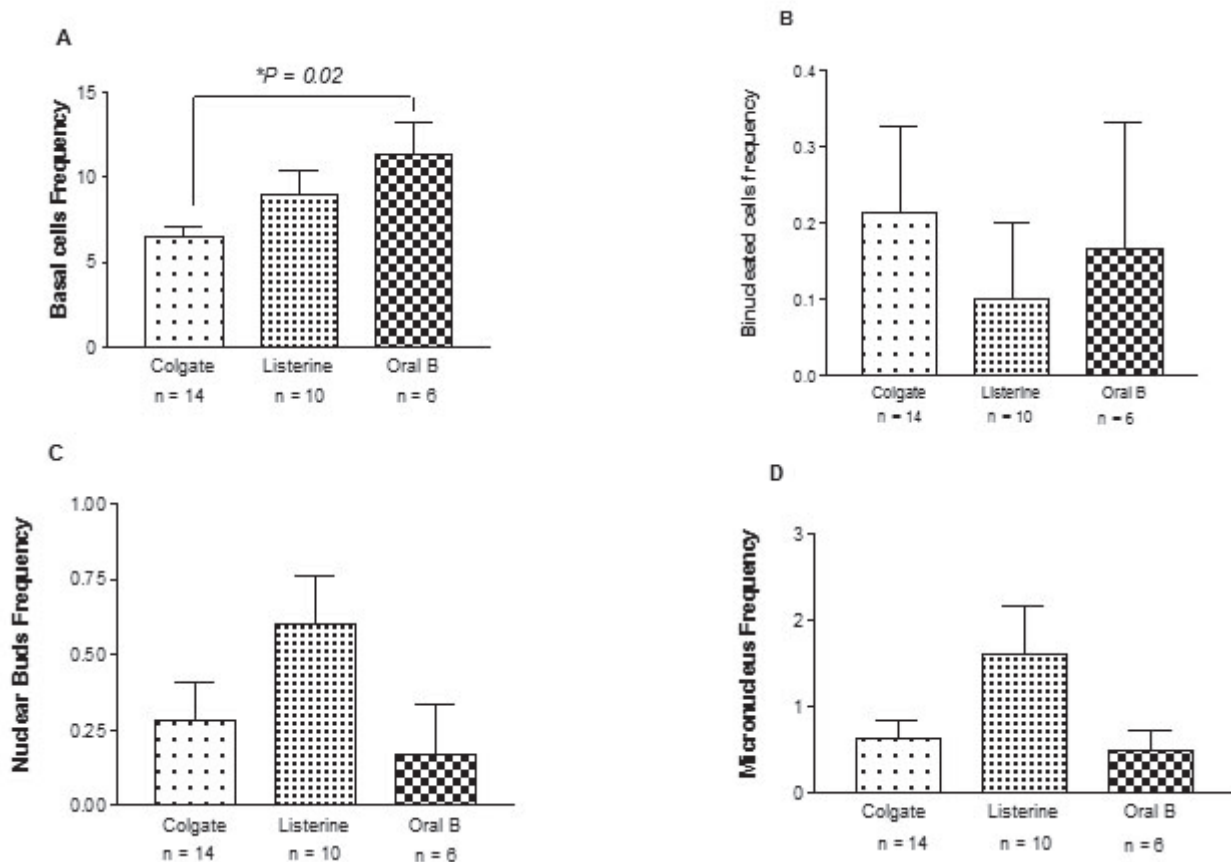 A
*P = 0.02
Basal cells Frequency
15
10
5
0
Colgate Listerine Oral B
n = 14 n = 10 n = 6
B
Binucleated cells frequency
0.4
0.3
0.2
0.1
0.0
Colgate Listerine Oral B
n = 14 n = 10 n = 6
C
Nuclear Buds Frequency
1.00
0.75
0.50
0.25
0.00
Colgate Listerine Oral B
n = 14 n = 10 n = 6
D
Micronucleus Frequency
3
2
1
0
Colgate Listerine Oral B
n = 14 n = 10 n = 6